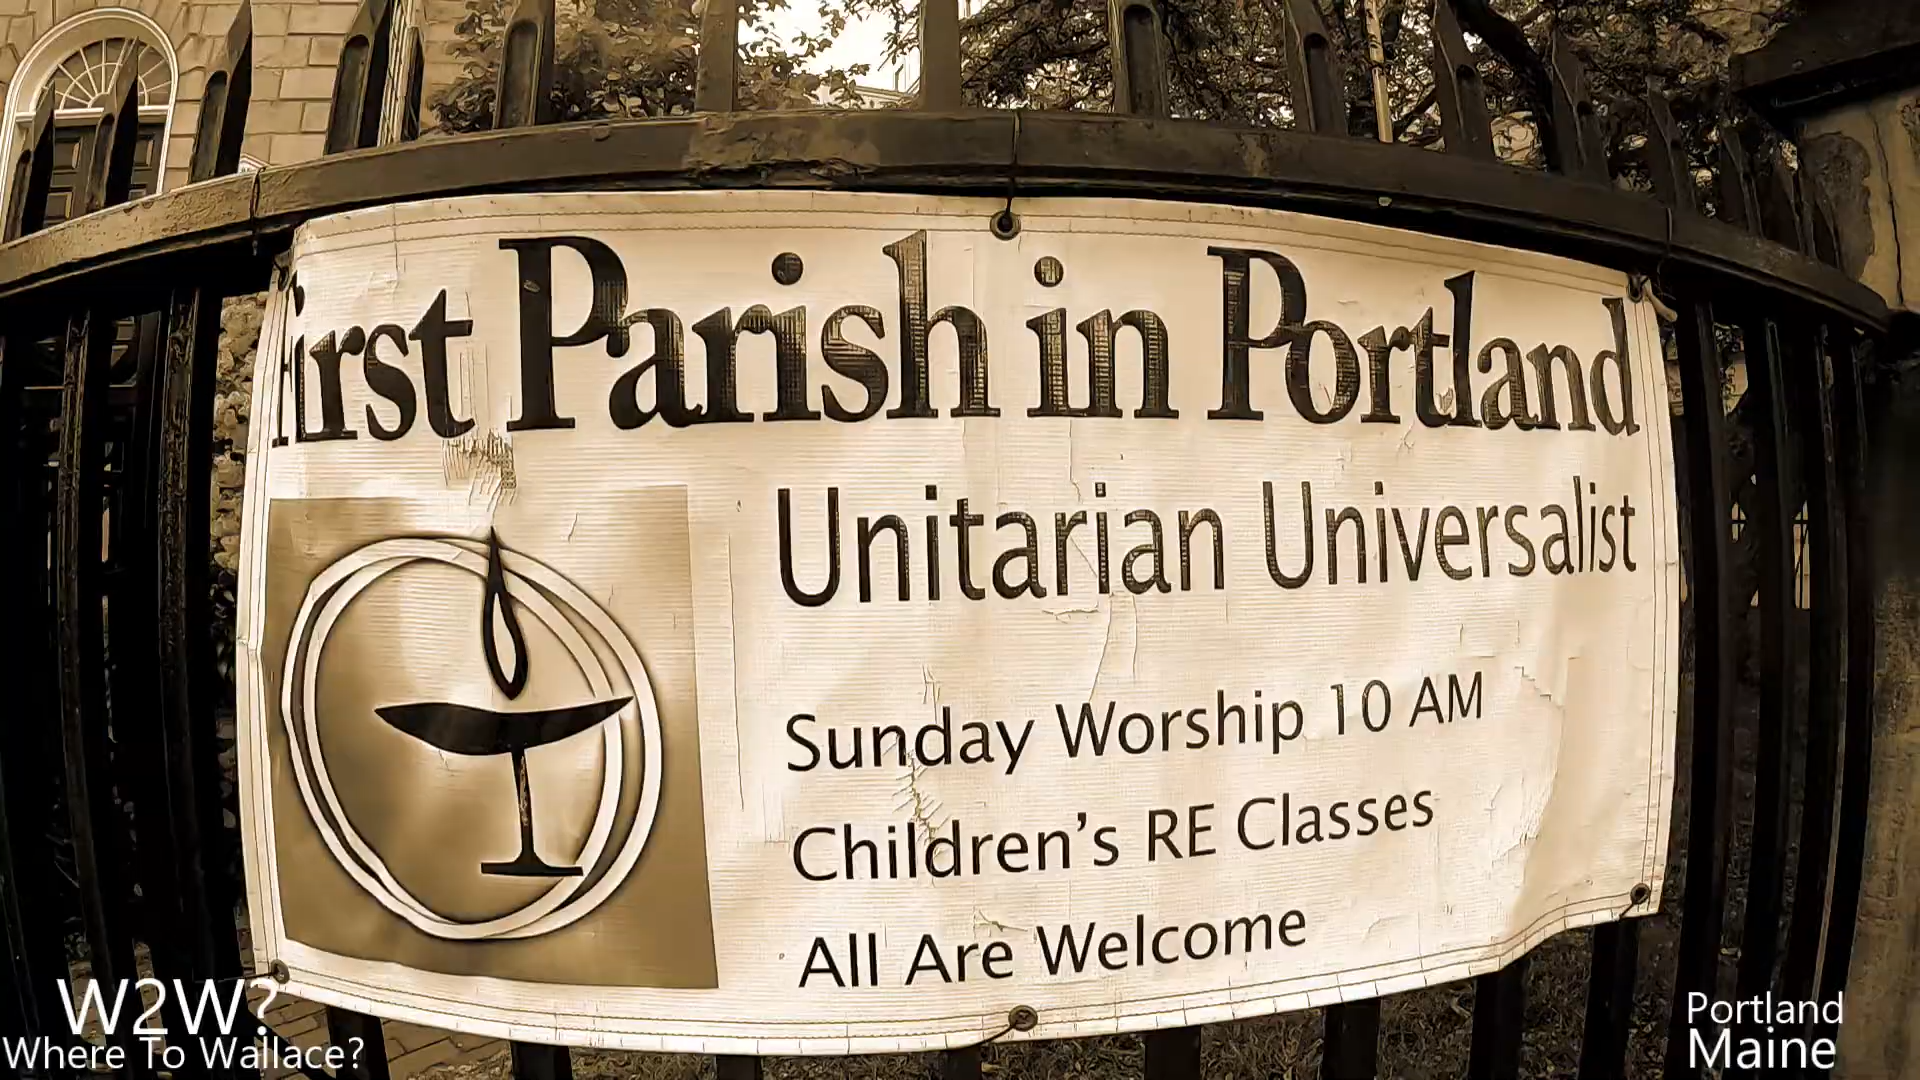 First Parish in Portland
Unitarian Universalist
Sunday Worship 10 AM
Children's RE Classes
All Are Welcome
W2W?
Where To Wallace?
Portland
Maine